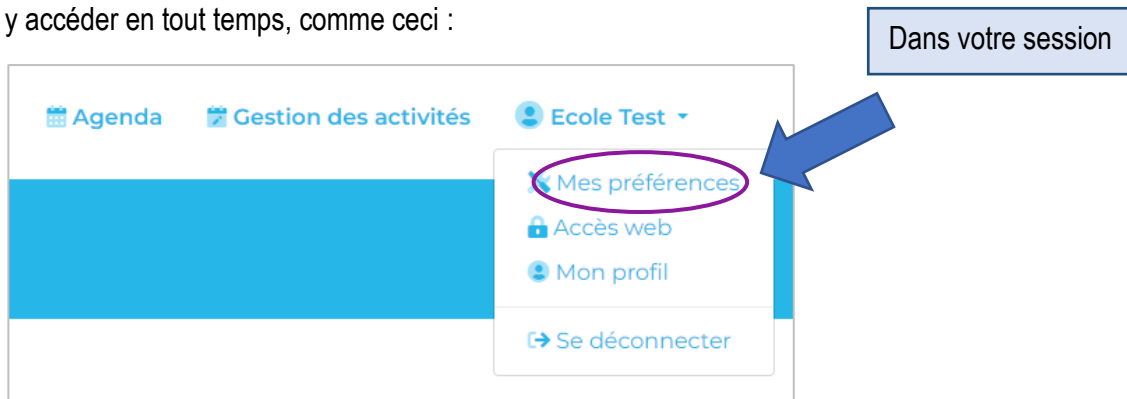 y accéder en tout temps, comme ceci :
Dans votre session
Agenda Gestion des activités Ecole Test
Mes préférences
Accès web
Mon profil
Se déconnecter